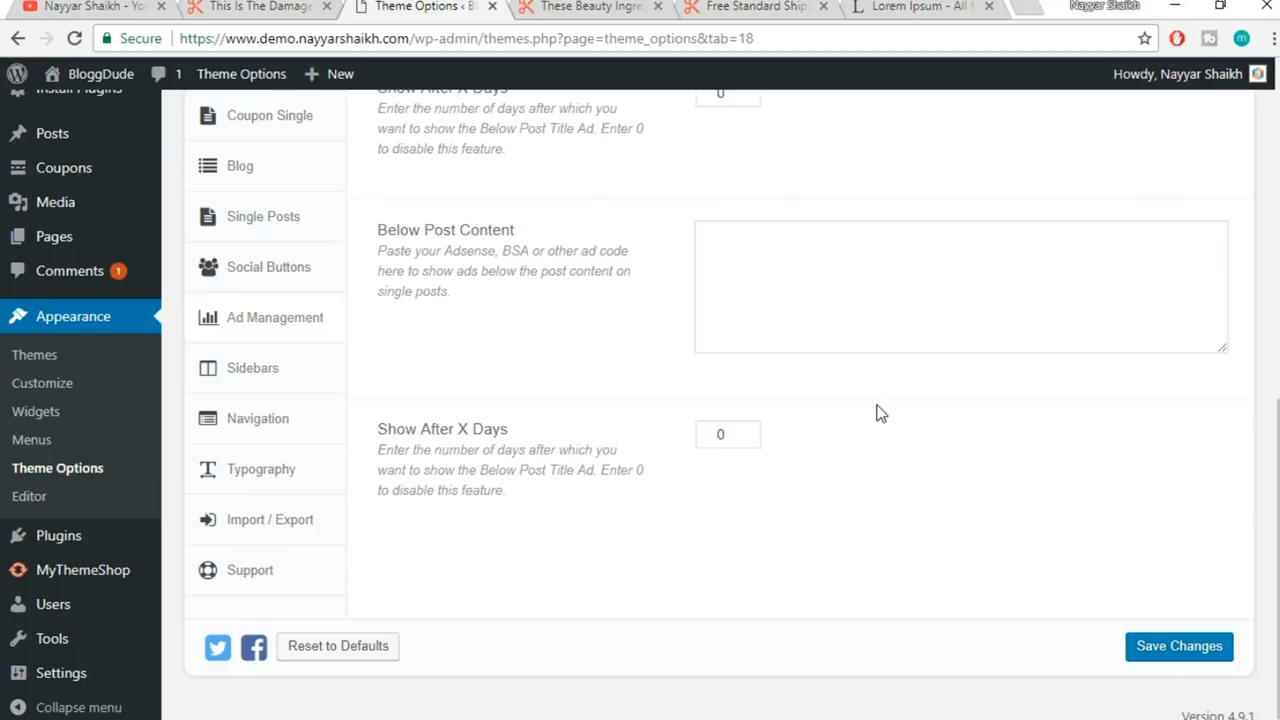 Nayyar Shaikh - Yo
This Is The Damage
Theme Options ‹ Bl
These Beauty Ingre
Free Standard Ship
Lorem Ipsum - All
Nayyar Shaikh
Secure
https://www.demo.nayyarshaikh.com/wp-admin/themes.php?page=theme_options&tab=18
BloggDude
1
Theme Options
New
Howdy, Nayyar Shaikh
Install Plugins
Posts
Coupons
Media
Pages
Comments 1
Appearance
Themes
Customize
Widgets
Menus
Theme Options
Editor
Plugins
MyThemeShop
Users
Tools
Settings
Collapse menu
Coupon Single
Blog
Single Posts
Social Buttons
Ad Management
Sidebars
Navigation
Typography
Import / Export
Support
Show After X Days
Enter the number of days after which you
want to show the Below Post Title Ad. Enter 0
to disable this feature.
0
Below Post Content
Paste your Adsense, BSA or other ad code
here to show ads below the post content on
single posts.
Show After X Days
Enter the number of days after which you
want to show the Below Post Title Ad. Enter 0
to disable this feature.
0
Reset to Defaults
Save Changes
Version 4.9.1